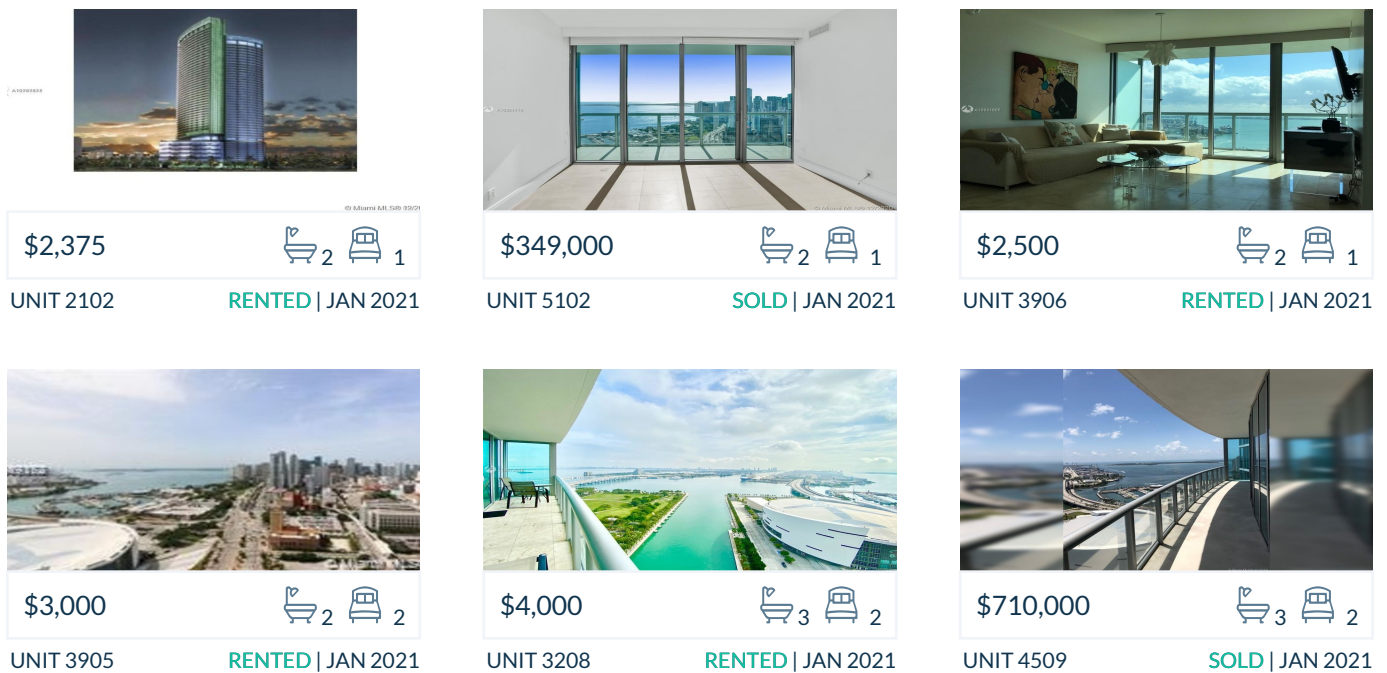 © Miami MLS®
$2,375 2 1
UNIT 2102 RENTED | JAN 2021
$349,000 2 1
UNIT 5102 SOLD | JAN 2021
$2,500 2 1
UNIT 3906 RENTED | JAN 2021
$3,000 2 2
UNIT 3905 RENTED | JAN 2021
$4,000 3 2
UNIT 3208 RENTED | JAN 2021
$710,000 3 2
UNIT 4509 SOLD | JAN 2021